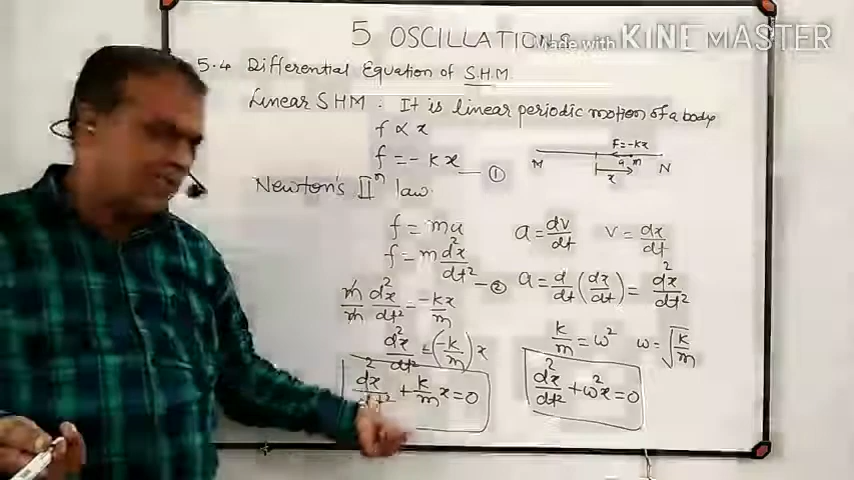 5 OSCILLATIONS
Made with KINEMASTER
5.4 Differential Equation of S.H.M.
Linear SHM : It is linear periodic motion of a body
f ∝ x
f = -kx —①
F=-kx
M a m N
x
Newton's IIⁿ law.
f = ma a = dv/dt v = dx/dt
f = m d²x/dt² —② a = d/dt (dx/dt) = d²x/dt²
m/m d²x/dt² = -kx/m
k/m = ω² ω = √k/m
d²x/dt² = (-k/m) x
d²x/dt² + k/m x = 0 d²x/dt² + ω²x = 0